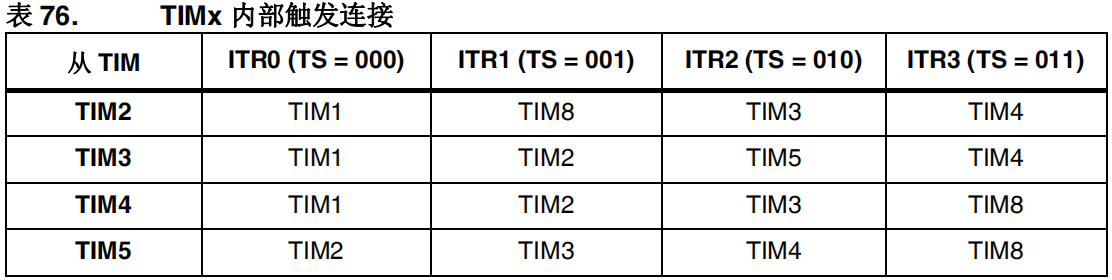 表 76. TIMx 内部触发连接
从 TIM ITR0 (TS = 000) ITR1 (TS = 001) ITR2 (TS = 010) ITR3 (TS = 011)
TIM2 TIM1 TIM8 TIM3 TIM4
TIM3 TIM1 TIM2 TIM5 TIM4
TIM4 TIM1 TIM2 TIM3 TIM8
TIM5 TIM2 TIM3 TIM4 TIM8